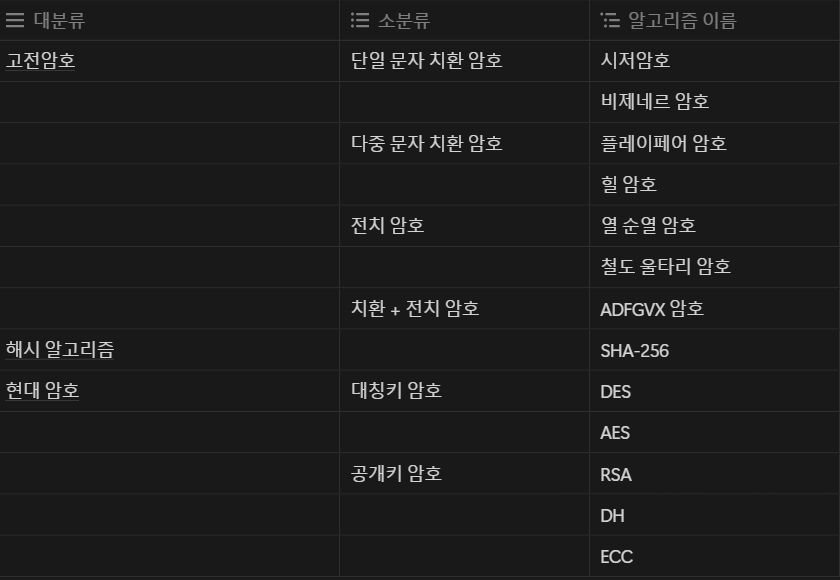 대분류 소분류 알고리즘 이름
고전암호 단일 문자 치환 암호 시저암호
비제네르 암호
다중 문자 치환 암호 플레이페어 암호
힐 암호
전치 암호 열 순열 암호
철도 울타리 암호
치환 + 전치 암호 ADFGVX 암호
해시 알고리즘 SHA-256
현대 암호 대칭키 암호 DES
AES
공개키 암호 RSA
DH
ECC